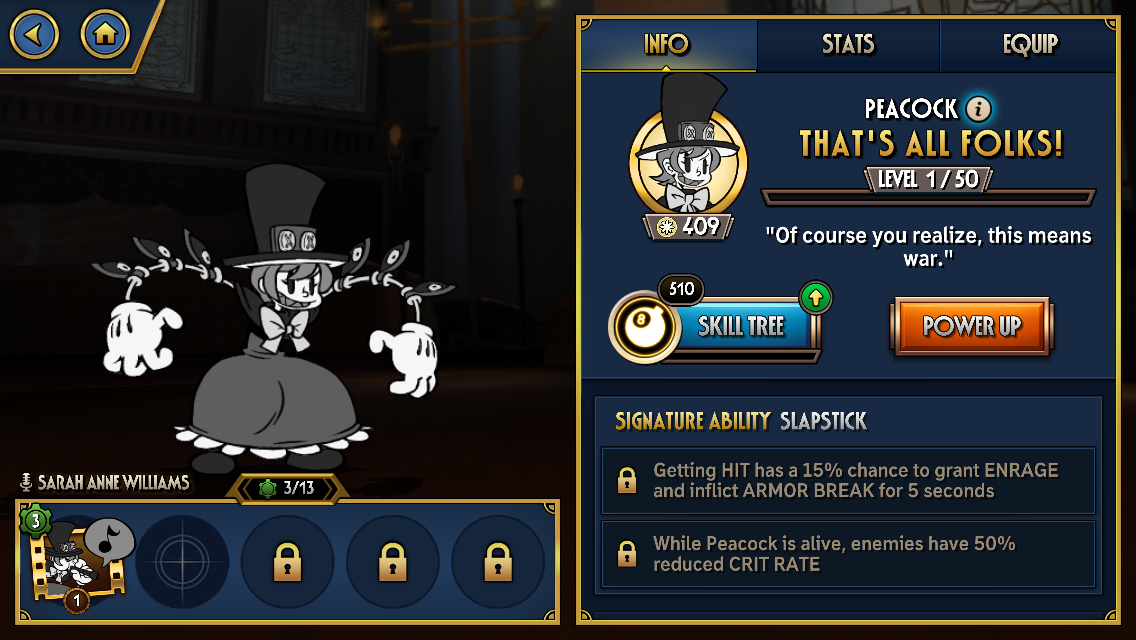 INFO
STATS
EQUIP
PEACOCK i
THAT'S ALL FOLKS!
LEVEL 1 / 50
409
"Of course you realize, this means
war."
510
8
SKILL TREE
POWER UP
SIGNATURE ABILITY SLAPSTICK
Getting HIT has a 15% chance to grant ENRAGE
and inflict ARMOR BREAK for 5 seconds
While Peacock is alive, enemies have 50%
reduced CRIT RATE
SARAH ANNE WILLIAMS
3/13
3
1